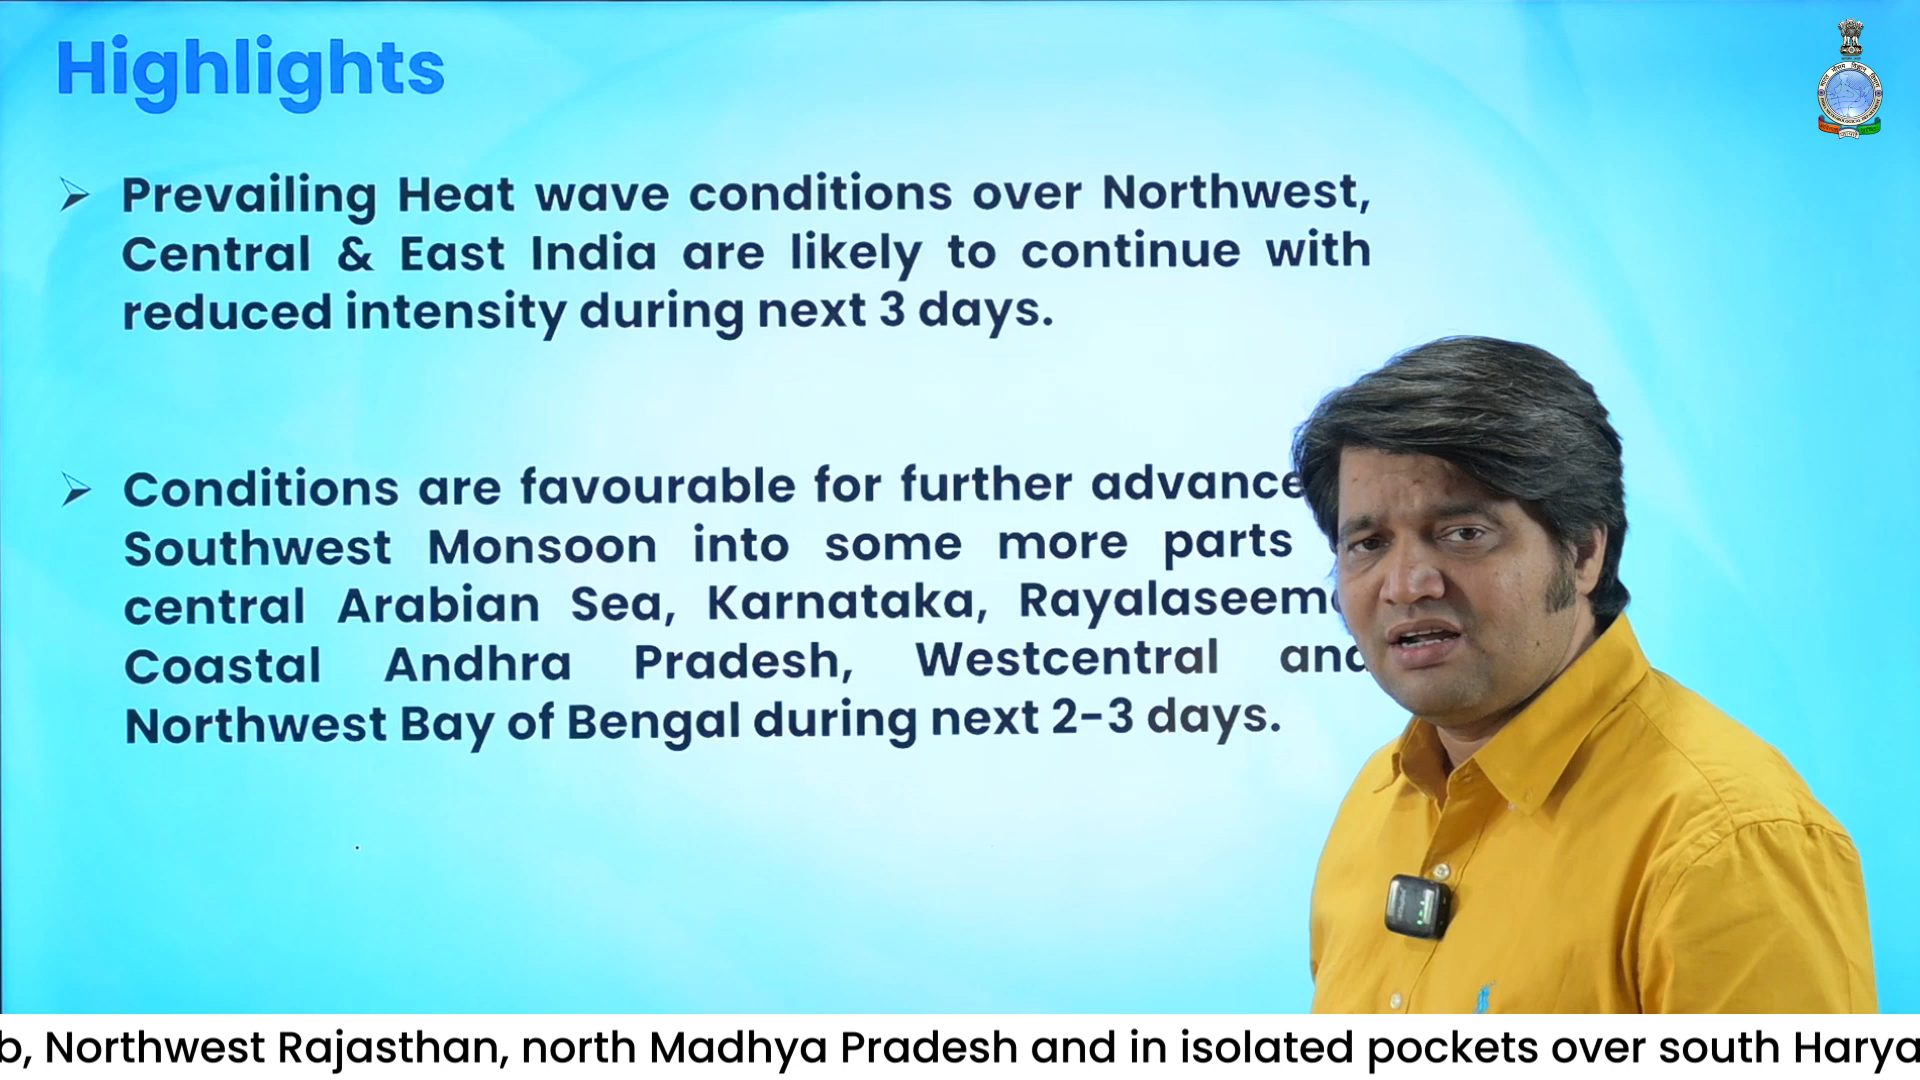 Highlights
Prevailing Heat wave conditions over Northwest,
Central & East India are likely to continue with
reduced intensity during next 3 days.
Conditions are favourable for further advance
Southwest Monsoon into some more parts
central Arabian Sea, Karnataka,
Coastal Andhra Pradesh, Westcentral and
Northwest Bay of Bengal during next 2-3 days.
Northwest Rajasthan, north Madhya Pradesh and in isolated pockets over south